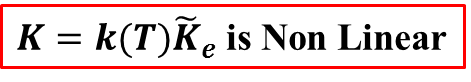 K = k(T)K̃ₑ is Non Linear